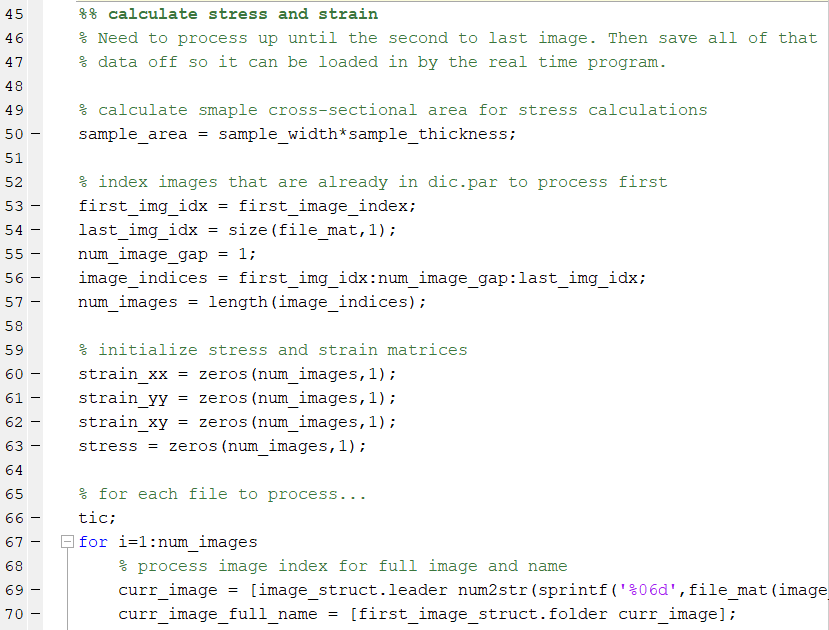 45 %% calculate stress and strain
46 % Need to process up until the second to last image. Then save all of that
47 % data off so it can be loaded in by the real time program.
48
49 % calculate smaple cross-sectional area for stress calculations
50 – sample_area = sample_width*sample_thickness;
51
52 % index images that are already in dic.par to process first
53 – first_img_idx = first_image_index;
54 – last_img_idx = size(file_mat,1);
55 – num_image_gap = 1;
56 – image_indices = first_img_idx:num_image_gap:last_img_idx;
57 – num_images = length(image_indices);
58
59 % initialize stress and strain matrices
60 – strain_xx = zeros(num_images,1);
61 – strain_yy = zeros(num_images,1);
62 – strain_xy = zeros(num_images,1);
63 – stress = zeros(num_images,1);
64
65 % for each file to process...
66 – tic;
67 – for i=1:num_images
68 % process image index for full image and name
69 – curr_image = [image_struct.leader num2str(sprintf('%06d',file_mat(image_
70 – curr_image_full_name = [first_image_struct.folder curr_image];